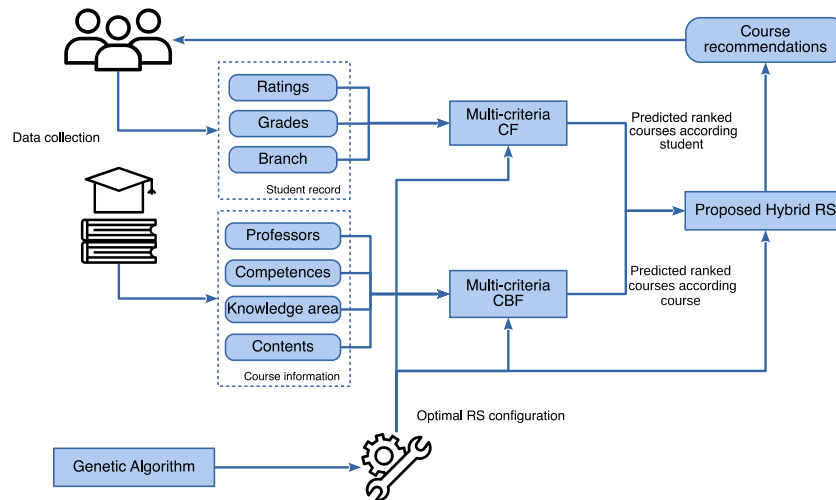 Course
recommendations
Ratings
Grades
Branch
Student record
Data collection
Multi-criteria
CF
Predicted ranked
courses according
student
Proposed Hybrid RS
Professors
Competences
Knowledge area
Contents
Course information
Multi-criteria
CBF
Predicted ranked
courses according
course
Optimal RS configuration
Genetic Algorithm